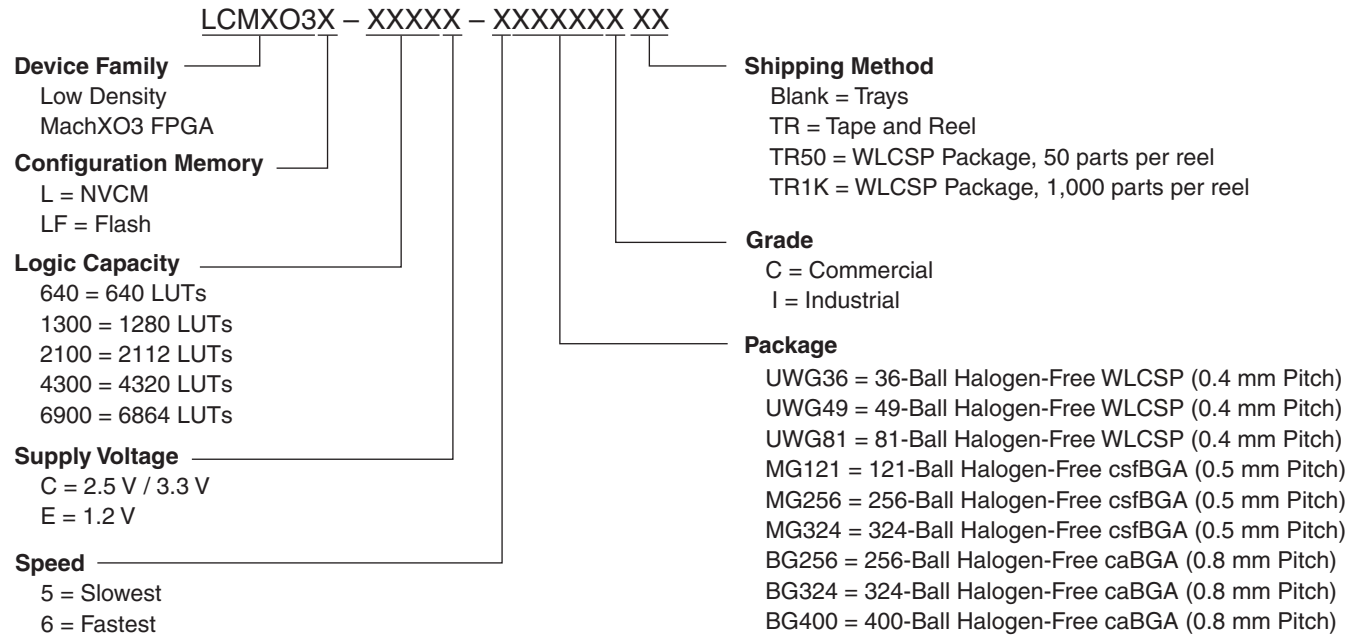 LCMXO3X – XXXXX – XXXXXXX XX
Device Family
Low Density
MachXO3 FPGA
Configuration Memory
L = NVCM
LF = Flash
Logic Capacity
640 = 640 LUTs
1300 = 1280 LUTs
2100 = 2112 LUTs
4300 = 4320 LUTs
6900 = 6864 LUTs
Supply Voltage
C = 2.5 V / 3.3 V
E = 1.2 V
Speed
5 = Slowest
6 = Fastest
Shipping Method
Blank = Trays
TR = Tape and Reel
TR50 = WLCSP Package, 50 parts per reel
TR1K = WLCSP Package, 1,000 parts per reel
Grade
C = Commercial
I = Industrial
Package
UWG36 = 36-Ball Halogen-Free WLCSP (0.4 mm Pitch)
UWG49 = 49-Ball Halogen-Free WLCSP (0.4 mm Pitch)
UWG81 = 81-Ball Halogen-Free WLCSP (0.4 mm Pitch)
MG121 = 121-Ball Halogen-Free csfBGA (0.5 mm Pitch)
MG256 = 256-Ball Halogen-Free csfBGA (0.5 mm Pitch)
MG324 = 324-Ball Halogen-Free csfBGA (0.5 mm Pitch)
BG256 = 256-Ball Halogen-Free caBGA (0.8 mm Pitch)
BG324 = 324-Ball Halogen-Free caBGA (0.8 mm Pitch)
BG400 = 400-Ball Halogen-Free caBGA (0.8 mm Pitch)